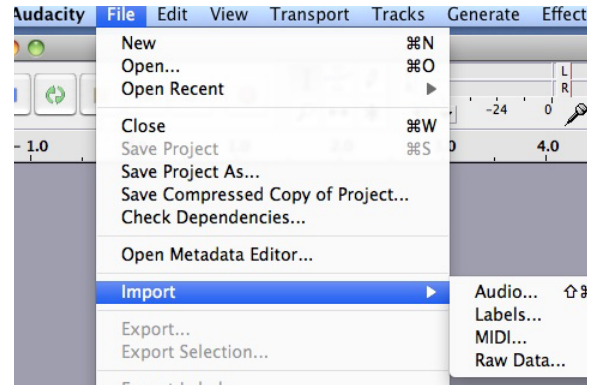 Audacity File Edit View Transport Tracks Generate Effect
New ⌘N
Open... ⌘O
Open Recent ▶
L
R
-24 0
Close ⌘W
- 1.0 4.0
Save Project ⌘S
Save Project As...
Save Compressed Copy of Project...
Check Dependencies...
Open Metadata Editor...
Import ▶
Audio... ⇧⌘
Labels...
MIDI...
Raw Data...
Export...
Export Selection...